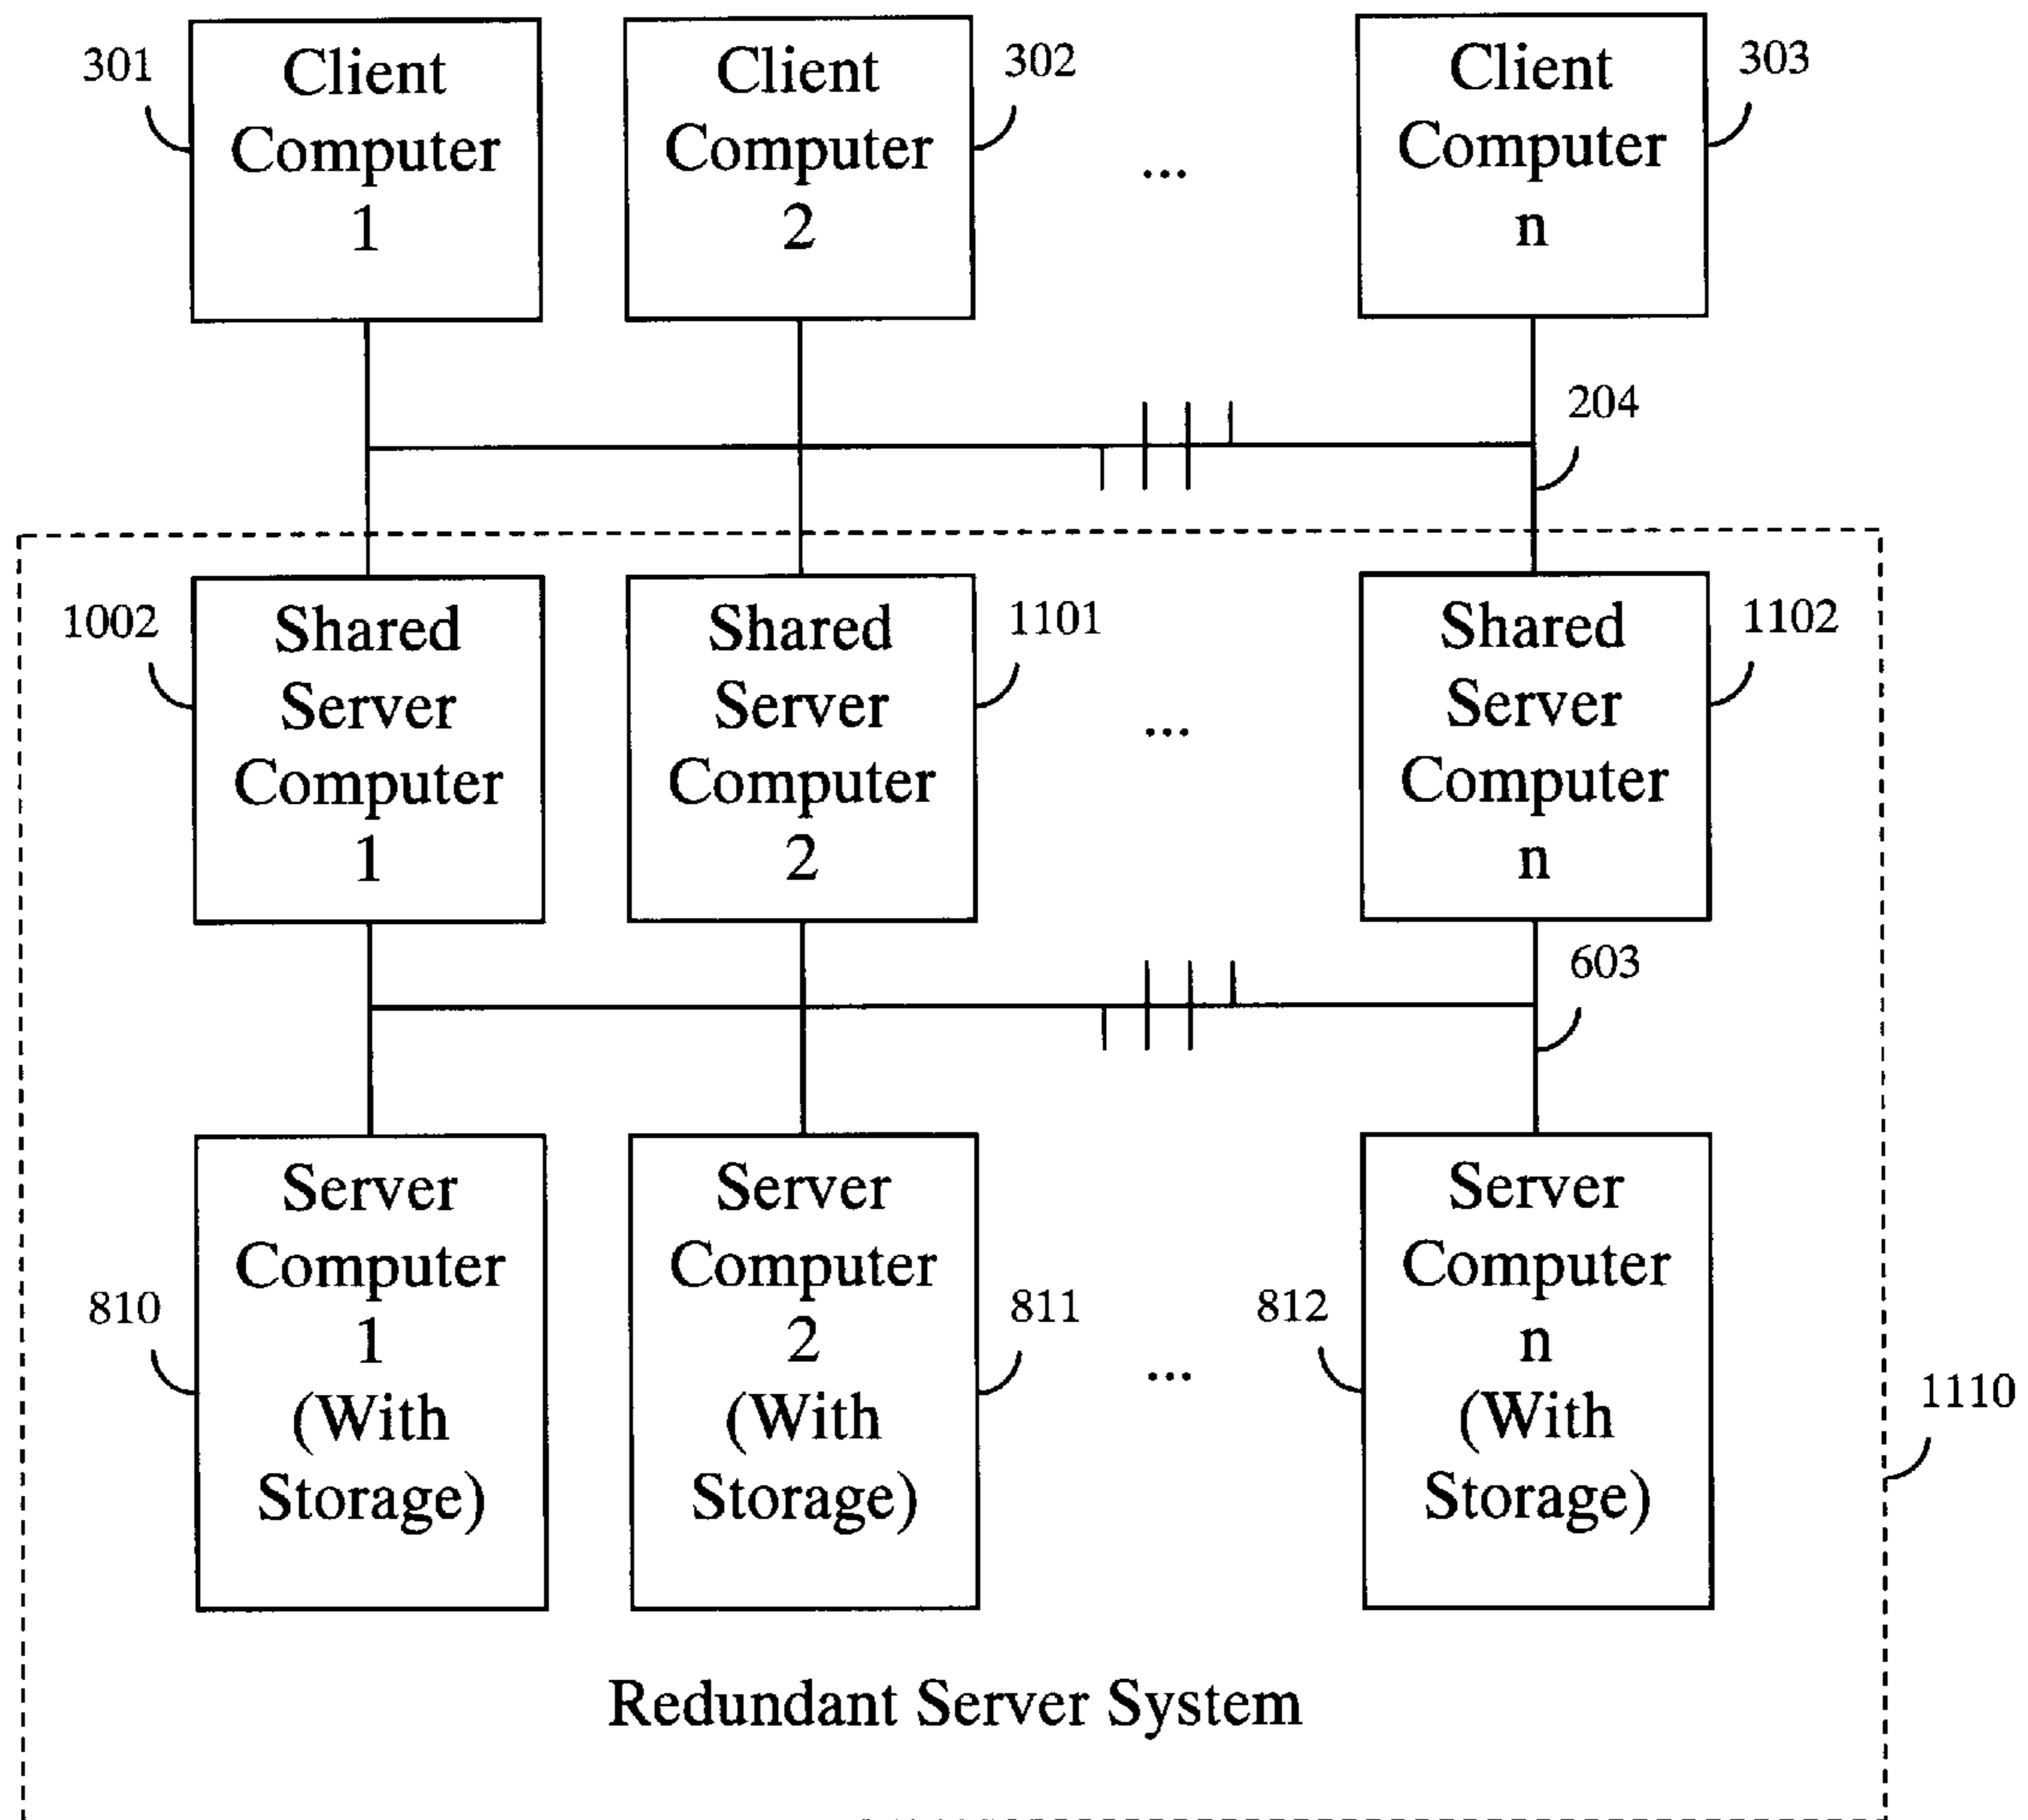 301
Client
Computer
1
Client
Computer
2
302
...
Client
Computer
n
303
204
1002
Shared
Server
Computer
1
Shared
Server
Computer
2
1101
...
Shared
Server
Computer
n
1102
603
810
Server
Computer
1
(With
Storage)
Server
Computer
2
(With
Storage)
811
...
812
Server
Computer
n
(With
Storage)
1110
Redundant Server System